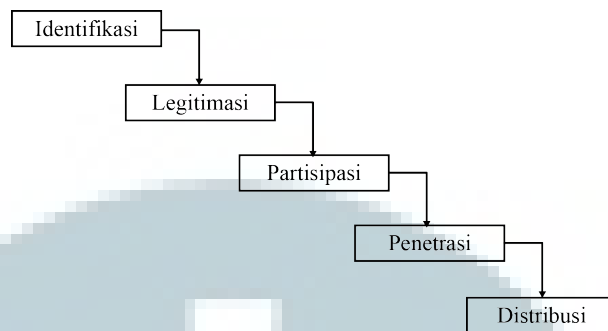 Identifikasi
Legitimasi
Partisipasi
Penetrasi
Distribusi